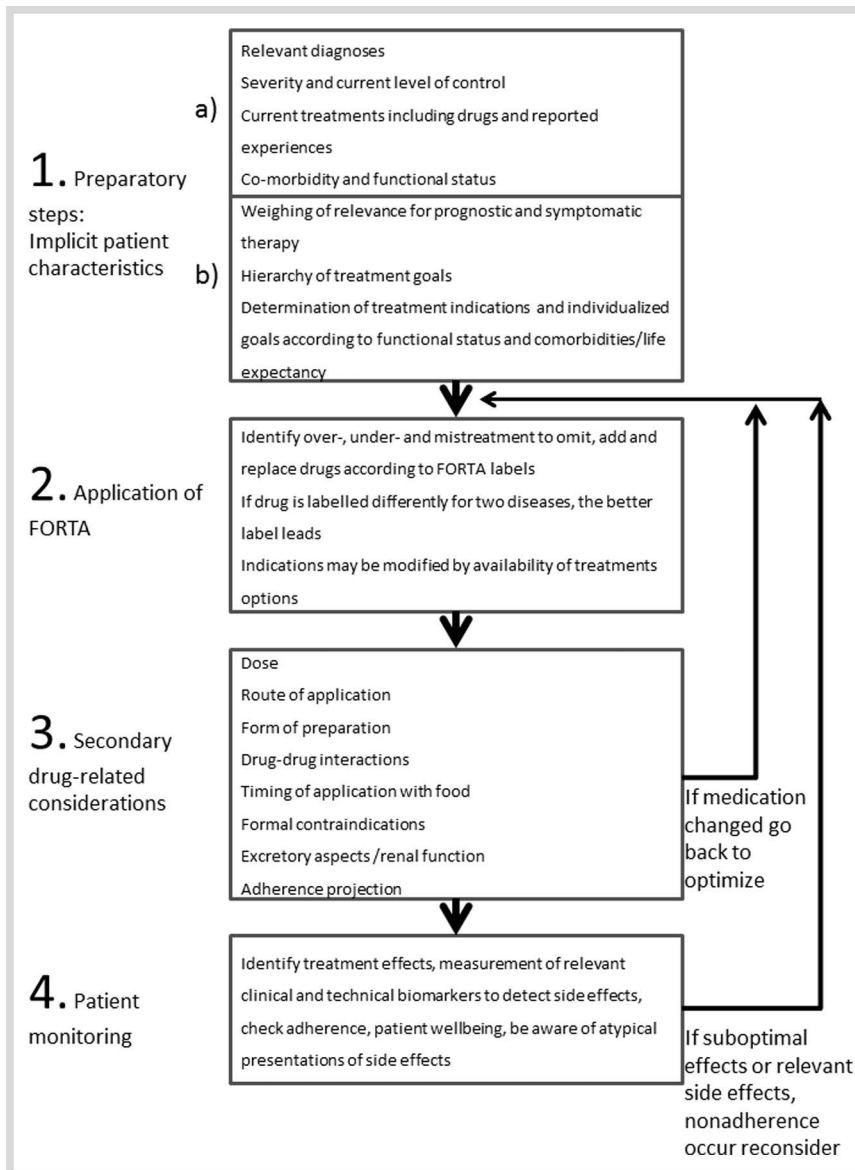 1. Preparatory
steps:
Implicit patient
characteristics
a)
Relevant diagnoses
Severity and current level of control
Current treatments including drugs and reported
experiences
Co-morbidity and functional status
b)
Weighing of relevance for prognostic and symptomatic
therapy
Hierarchy of treatment goals
Determination of treatment indications and individualized
goals according to functional status and comorbidities/life
expectancy
2. Application of
FORTA
Identify over-, under- and mistreatment to omit, add and
replace drugs according to FORTA labels
If drug is labelled differently for two diseases, the better
label leads
Indications may be modified by availability of treatments
options
3. Secondary
drug-related
considerations
Dose
Route of application
Form of preparation
Drug-drug interactions
Timing of application with food
Formal contraindications
Excretory aspects /renal function
Adherence projection
If medication
changed go
back to
optimize
4. Patient
monitoring
Identify treatment effects, measurement of relevant
clinical and technical biomarkers to detect side effects,
check adherence, patient wellbeing, be aware of atypical
presentations of side effects
If suboptimal
effects or relevant
side effects,
nonadherence
occur reconsider